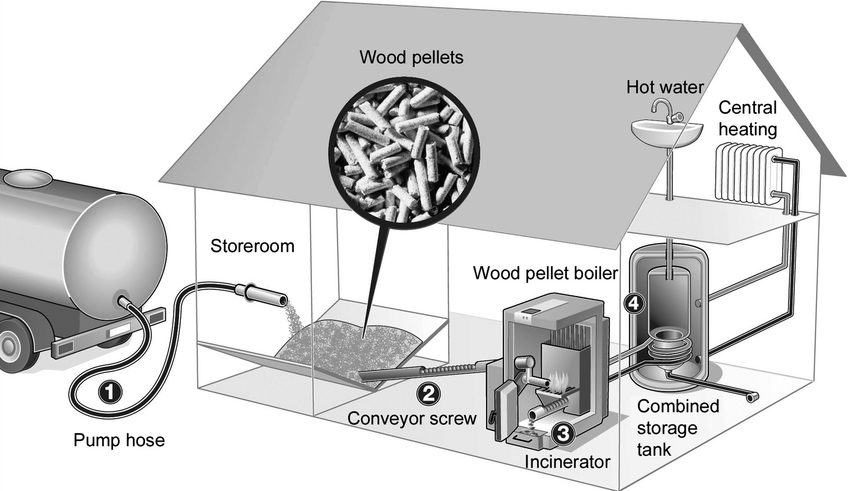 Wood pellets
Hot water
Central
heating
Storeroom
Wood pellet boiler
4
1
2
Conveyor screw
Pump hose
3
Incinerator
Combined
storage
tank